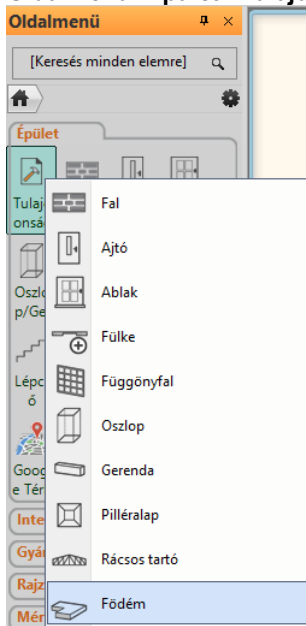 Oldalmenü
[Keresés minden elemre]
Épület
Tulaj
onsá
Fal
Ajtó
Ablak
Oszlo
p/Ge
Fülke
Függönyfal
Lépc
ó
Oszlop
Gerenda
Goog
e Tér
Pilléralap
Inte
Gyá
Rácsos tartó
Rajz
Födém
Mér